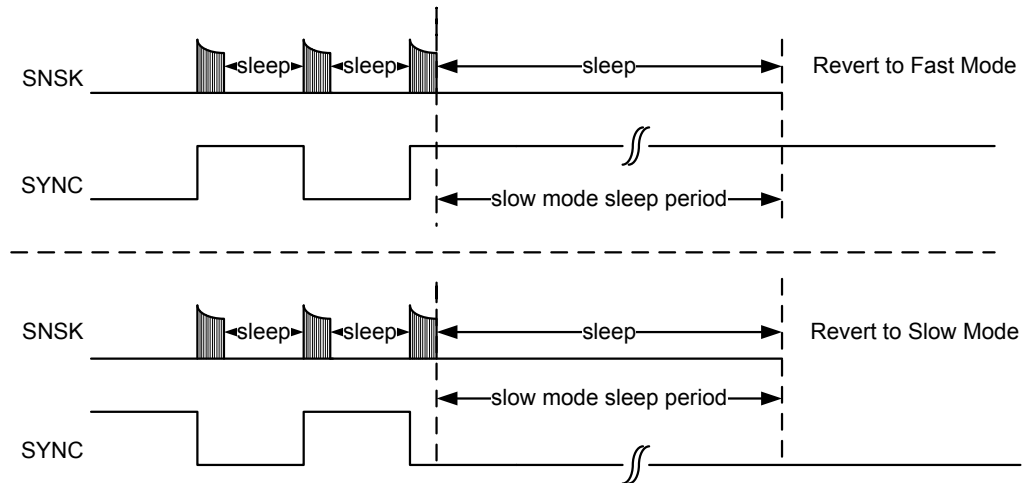 SNSK
sleep
sleep
sleep
Revert to Fast Mode
SYNC
slow mode sleep period
SNSK
sleep
sleep
sleep
Revert to Slow Mode
slow mode sleep period
SYNC